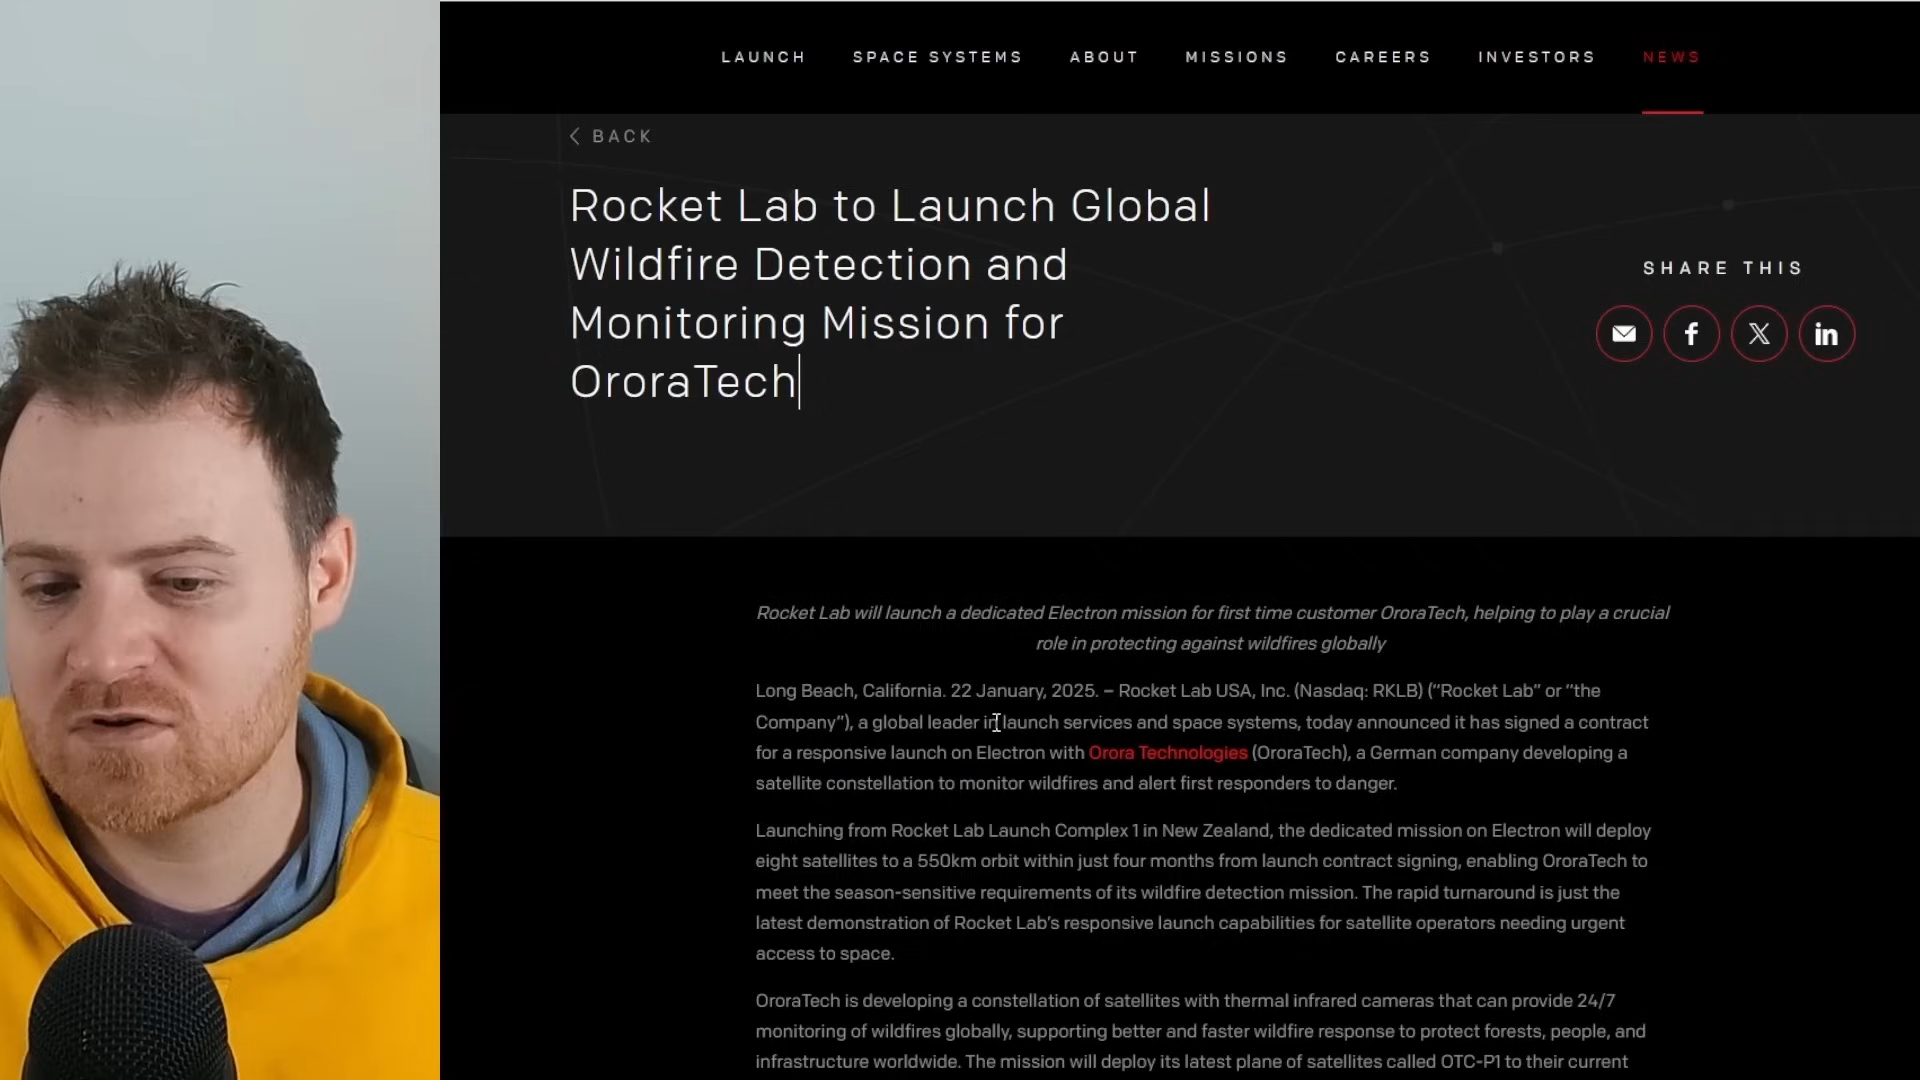 LAUNCH SPACE SYSTEMS ABOUT MISSIONS CAREERS INVESTORS NEWS
< BACK
Rocket Lab to Launch Global
Wildfire Detection and
Monitoring Mission for
OroraTech
SHARE THIS
Rocket Lab will launch a dedicated Electron mission for first time customer OroraTech, helping to play a crucial
role in protecting against wildfires globally
Long Beach, California. 22 January, 2025. – Rocket Lab USA, Inc. (Nasdaq: RKLB) (“Rocket Lab” or “the
Company”), a global leader in launch services and space systems, today announced it has signed a contract
for a responsive launch on Electron with Orora Technologies (OroraTech), a German company developing a
satellite constellation to monitor wildfires and alert first responders to danger.
Launching from Rocket Lab Launch Complex 1 in New Zealand, the dedicated mission on Electron will deploy
eight satellites to a 550km orbit within just four months from launch contract signing, enabling OroraTech to
meet the season-sensitive requirements of its wildfire detection mission. The rapid turnaround is just the
latest demonstration of Rocket Lab’s responsive launch capabilities for satellite operators needing urgent
access to space.
OroraTech is developing a constellation of satellites with thermal infrared cameras that can provide 24/7
monitoring of wildfires globally, supporting better and faster wildfire response to protect forests, people, and
infrastructure worldwide. The mission will deploy its latest plane of satellites called OTC-P1 to their current